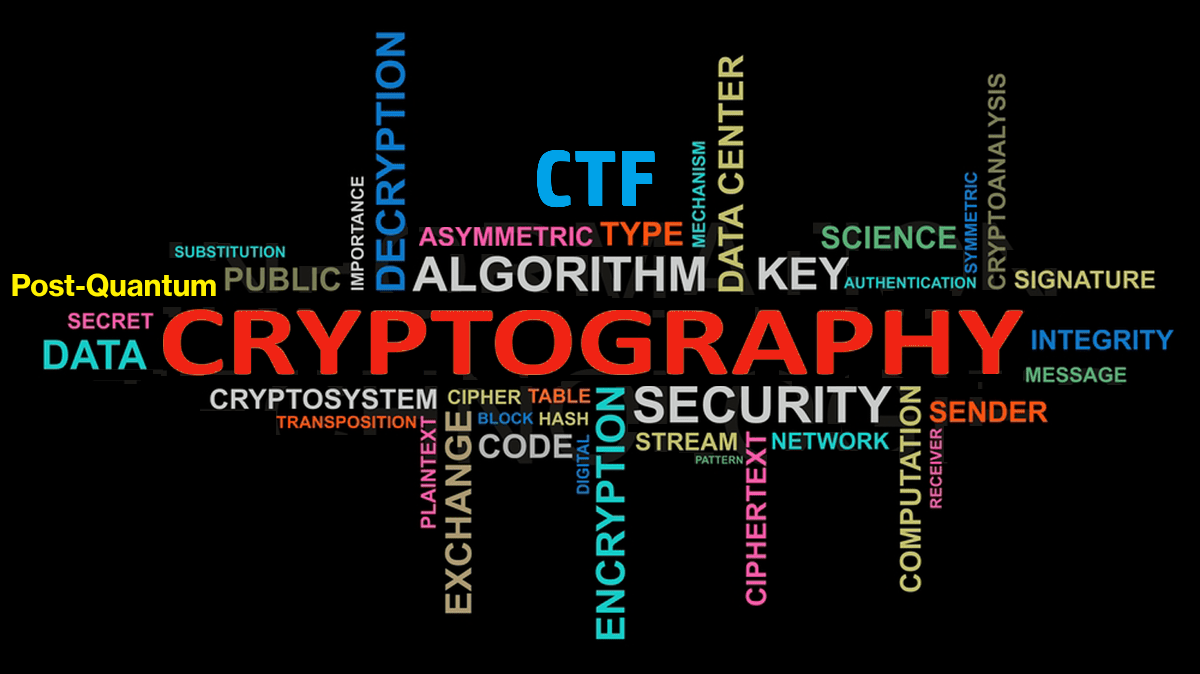 DECRYPTION
DATA CENTER
CRYPTOANALYSIS
CTF
MECHANISM
SYMMETRIC
IMPORTANCE
ASYMMETRIC TYPE
SCIENCE
SUBSTITUTION
Post-Quantum PUBLIC
ALGORITHM
KEY
AUTHENTICATION
SIGNATURE
SECRET
DATA
CRYPTOGRAPHY
INTEGRITY
MESSAGE
CRYPTOSYSTEM
CIPHER TABLE
SECURITY
SENDER
TRANSPOSITION
BLOCK HASH
CODE
STREAM
NETWORK
PATTERN
PLAINTEXT
EXCHANGE
DIGITAL
ENCRYPTION
CIPHERTEXT
COMPUTATION
RECEIVER